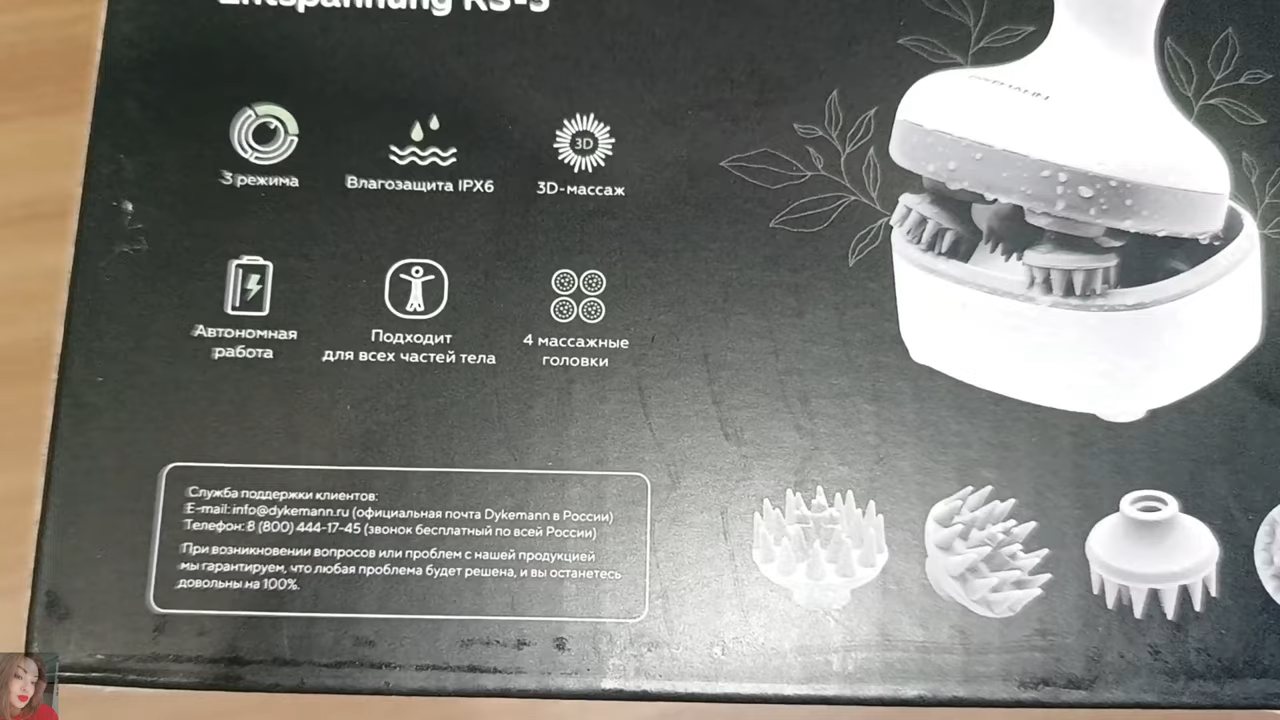 Entspannung KS-3
3 режима
Влагозащита IPX6
3D
3D-массаж
Автономная
работа
Подходит
для всех частей тела
4 массажные
головки
Служба поддержки клиентов:
E-mail: info@dykemann.ru (официальная почта Dykemann в России)
Телефон: 8 (800) 444-17-45 (звонок бесплатный по всей России)
При возникновении вопросов или проблем с нашей продукцией
мы гарантируем, что любая проблема будет решена, и вы останетесь
довольны на 100%.